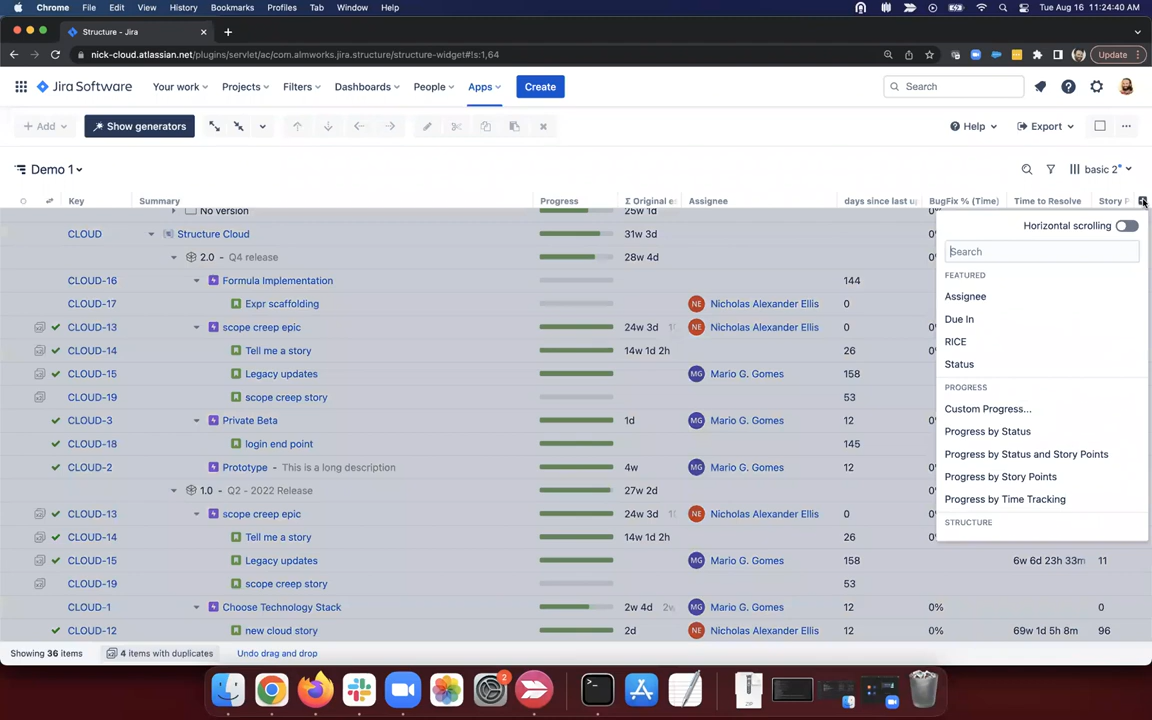 Chrome File Edit View History Bookmarks Profiles Tab Window Help Tue Aug 16 11:24:40 AM
Structure - Jira
nick-cloud.atlassian.net/plugins/servlet/ac/com.almworks.jira.structure/structure-widget#!s:1,64 Update
Jira Software Your work Projects Filters Dashboards People Apps Create Search
Add Show generators Help Export
Demo 1 basic 2*
Key Summary Progress Σ Original e Assignee days since last u BugFix % (Time) Time to Resolve Story P
No version 25w 1d 0%
Horizontal scrolling
CLOUD Structure Cloud 31w 3d
Search
2.0 - Q4 release 28w 4d
FEATURED
CLOUD-16 Formula Implementation 144
Assignee
CLOUD-17 Expr scaffolding NE Nicholas Alexander Ellis 0
Due In
CLOUD-13 scope creep epic 24w 3d NE Nicholas Alexander Ellis 0
RICE
CLOUD-14 Tell me a story 14w 1d 2h 26
Status
CLOUD-15 Legacy updates MG Mario G. Gomes 158
PROGRESS
CLOUD-19 scope creep story 53
Custom Progress...
CLOUD-3 Private Beta 1d MG Mario G. Gomes 12
Progress by Status
CLOUD-18 login end point 145
Progress by Status and Story Points
CLOUD-2 Prototype - This is a long description 4w MG Mario G. Gomes 12
Progress by Story Points
1.0 - Q2 - 2022 Release 27w 2d
Progress by Time Tracking
CLOUD-13 scope creep epic 24w 3d NE Nicholas Alexander Ellis 0
STRUCTURE
CLOUD-14 Tell me a story 14w 1d 2h 26
CLOUD-15 Legacy updates MG Mario G. Gomes 158 6w 6d 23h 33m 11
CLOUD-19 scope creep story 53
CLOUD-1 Choose Technology Stack 2w 4d MG Mario G. Gomes 12 0% 0
CLOUD-12 new cloud story 2d NE Nicholas Alexander Ellis 12 0% 69w 1d 5h 8m 96
Showing 36 items 4 items with duplicates Undo drag and drop
2
ZIP